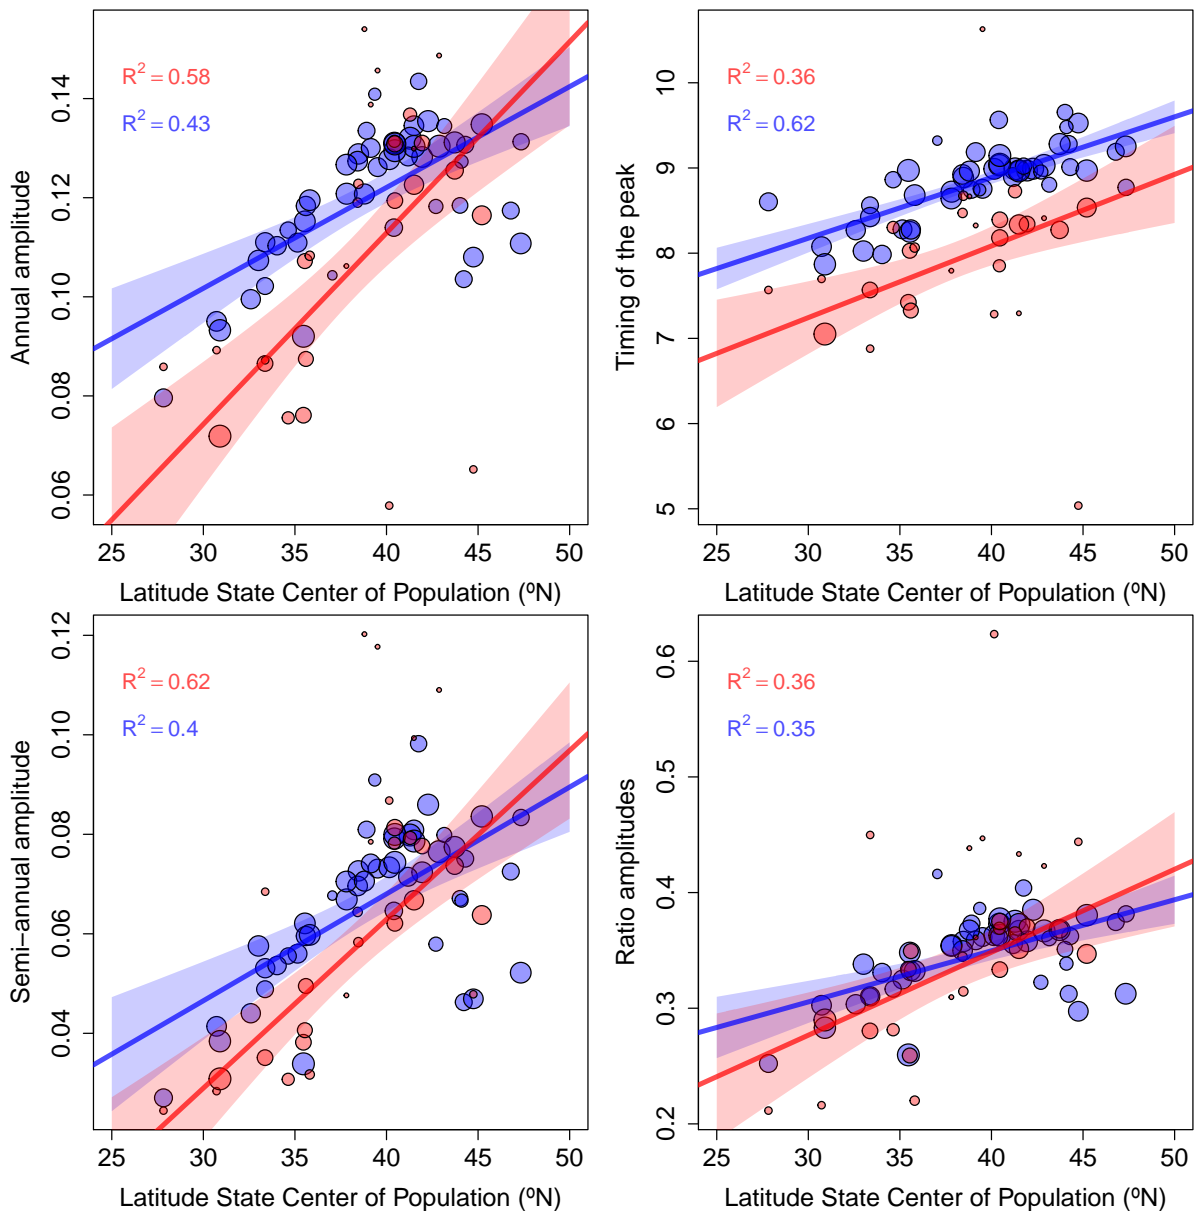 R² = 0.58
R² = 0.43
Annual amplitude
0.06 0.08 0.10 0.12 0.14
25 30 35 40 45 50
Latitude State Center of Population (ºN)
R² = 0.36
R² = 0.62
Timing of the peak
5 6 7 8 9 10
25 30 35 40 45 50
Latitude State Center of Population (ºN)
R² = 0.62
R² = 0.4
Semi−annual amplitude
0.04 0.06 0.08 0.10 0.12
25 30 35 40 45 50
Latitude State Center of Population (ºN)
R² = 0.36
R² = 0.35
Ratio amplitudes
0.2 0.3 0.4 0.5 0.6
25 30 35 40 45 50
Latitude State Center of Population (ºN)